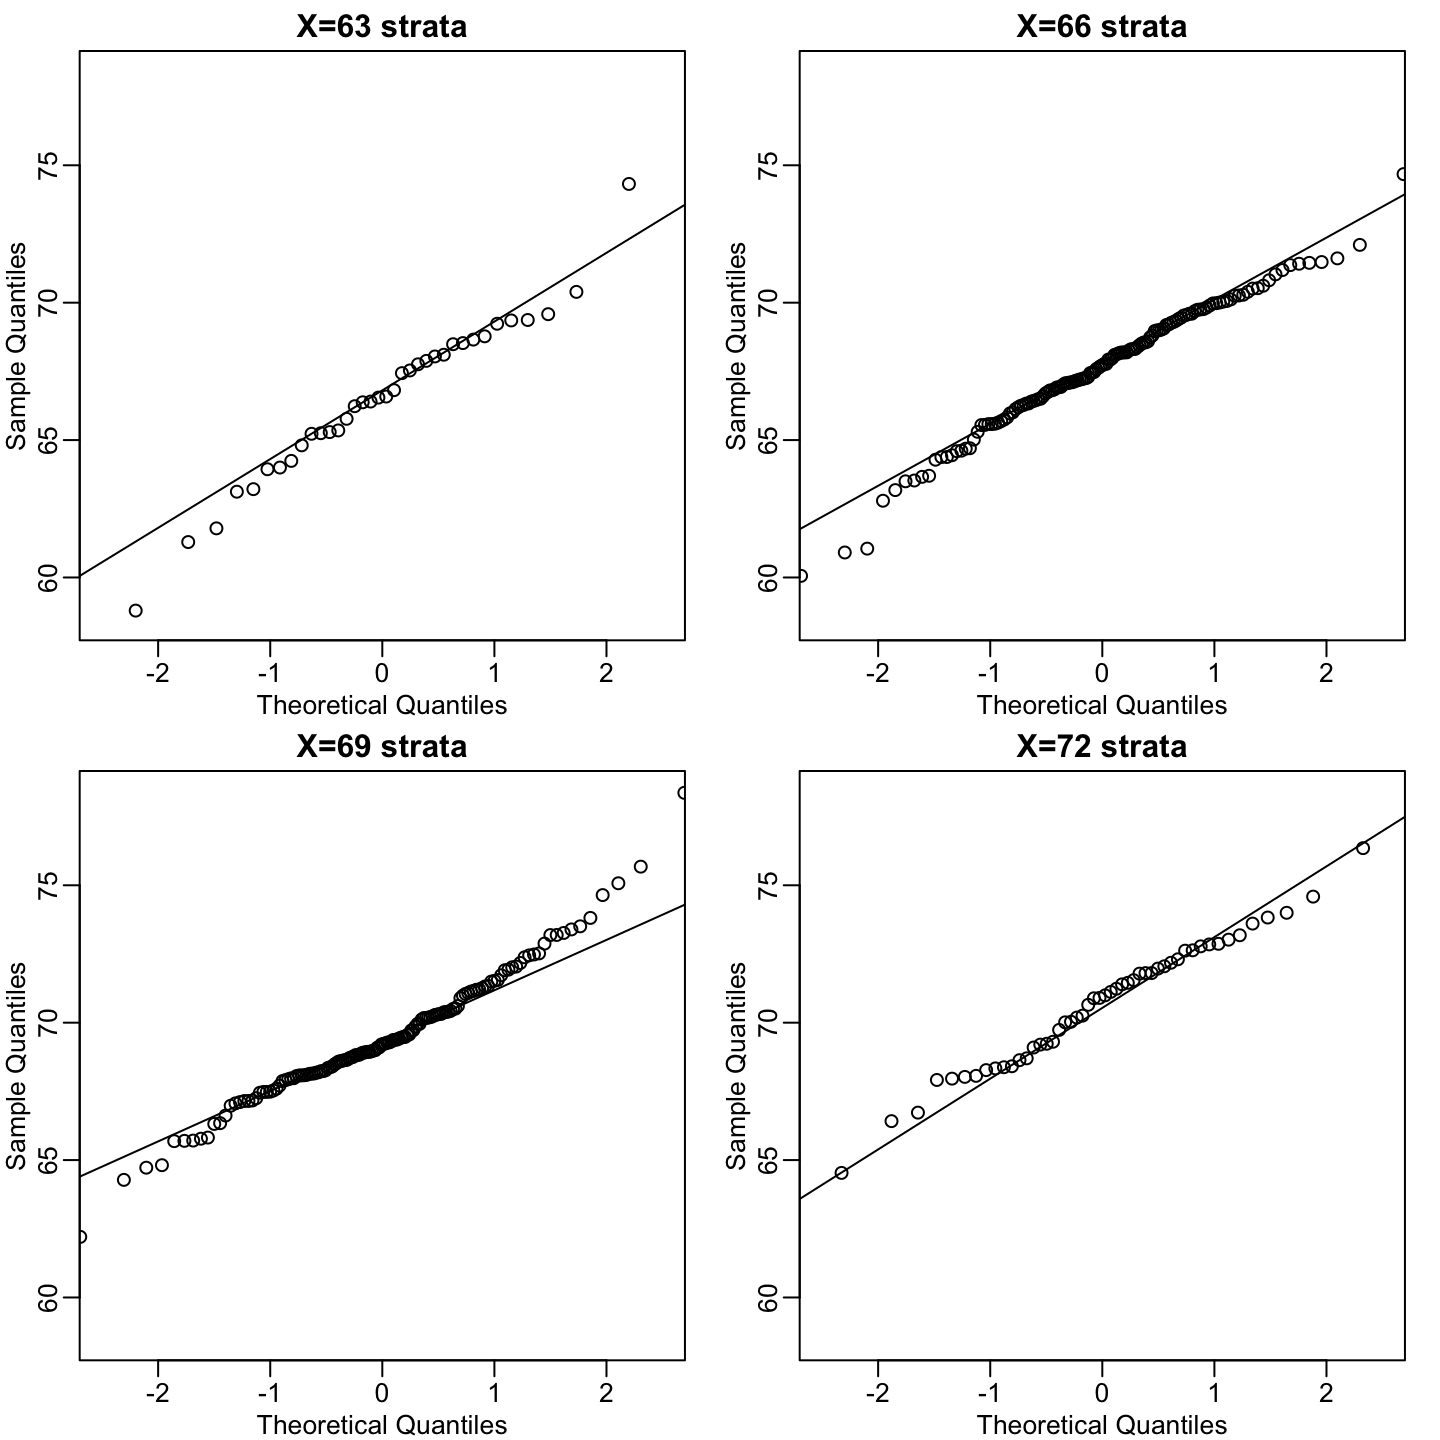 X=63 strata
Sample Quantiles
75
70
65
60
-2 -1 0 1 2
Theoretical Quantiles
X=66 strata
Sample Quantiles
75
70
65
60
-2 -1 0 1 2
Theoretical Quantiles
X=69 strata
Sample Quantiles
75
70
65
60
-2 -1 0 1 2
Theoretical Quantiles
X=72 strata
Sample Quantiles
75
70
65
60
-2 -1 0 1 2
Theoretical Quantiles